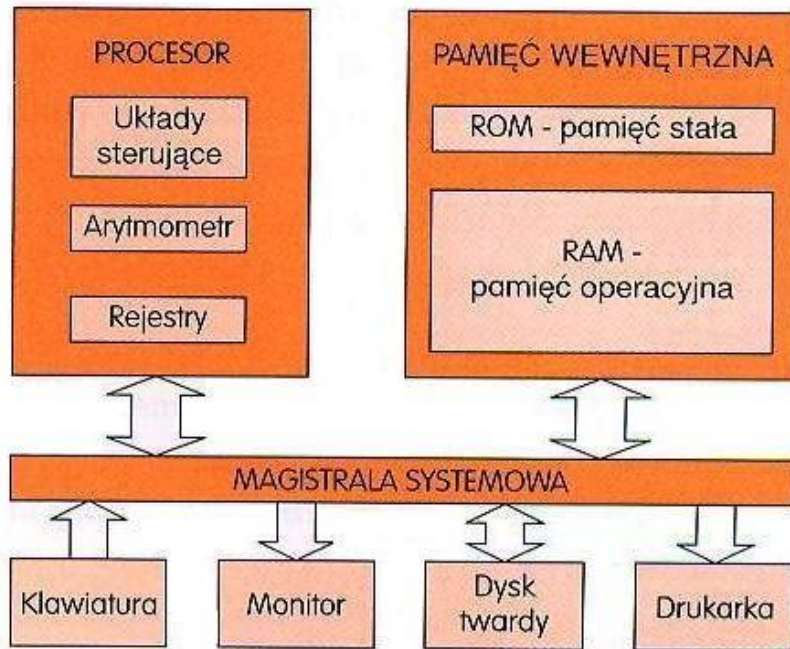 PROCESOR
Układy
sterujące
Arytmometr
Rejestry
PAMIĘĆ WEWNĘTRZNA
ROM - pamięć stała
RAM -
pamięć operacyjna
MAGISTRALA SYSTEMOWA
Klawiatura
Monitor
Dysk
twardy
Drukarka